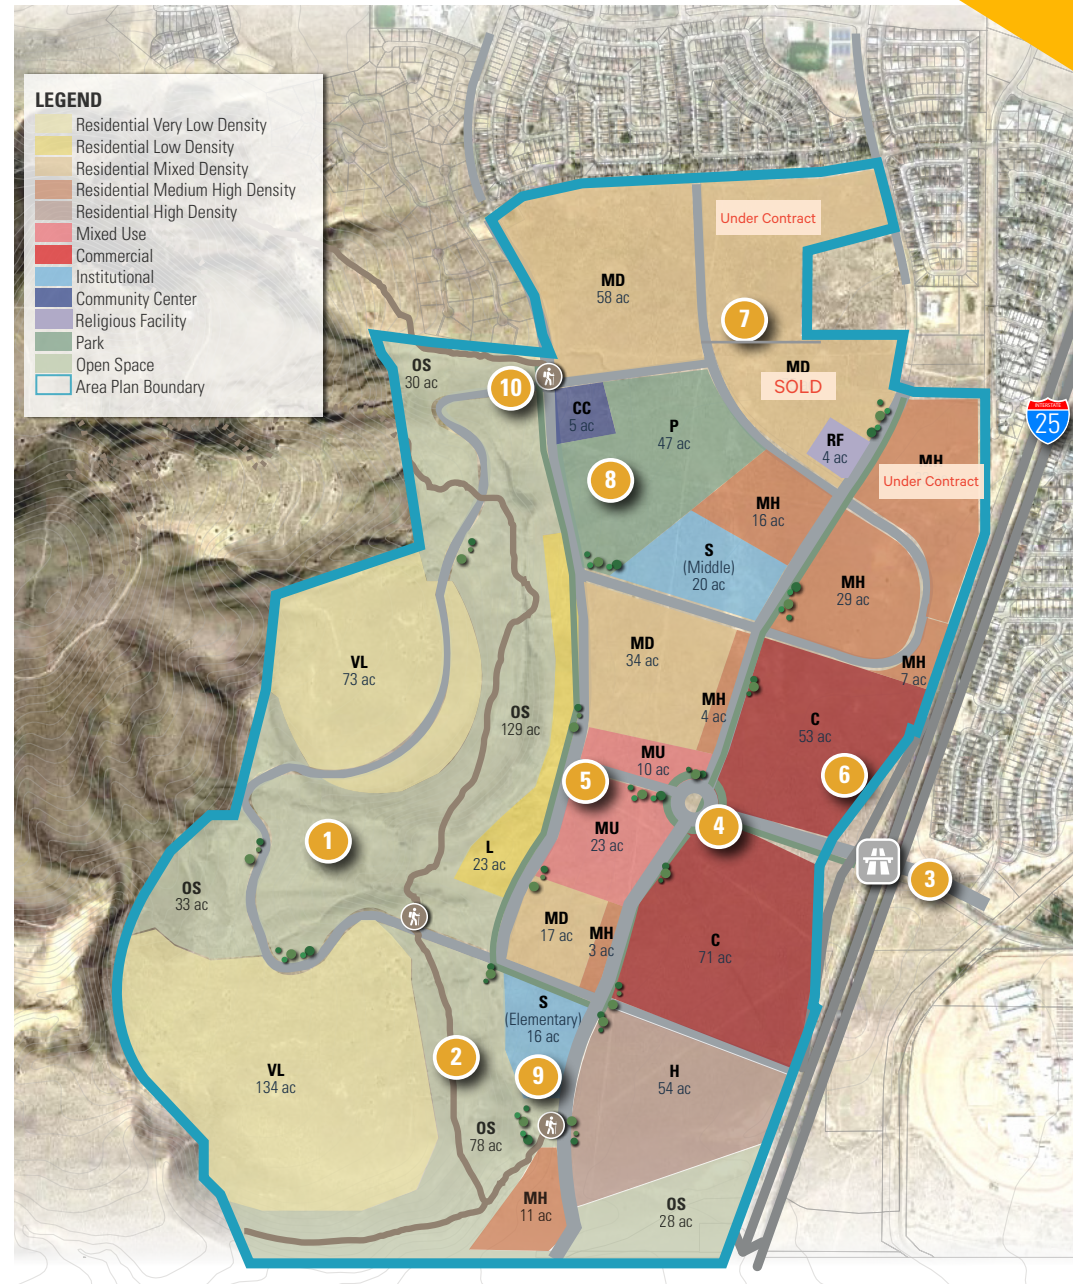 LEGEND
Residential Very Low Density
Residential Low Density
Residential Mixed Density
Residential Medium High Density
Residential High Density
Mixed Use
Commercial
Institutional
Community Center
Religious Facility
Park
Open Space
Area Plan Boundary
Under Contract
MD
58 ac
7
MD
SOLD
OS
30 ac
10
CC
5 ac
P
47 ac
RF
4 ac
INTERSTATE
25
MH
Under Contract
8
MH
16 ac
S
(Middle)
20 ac
MH
29 ac
MD
34 ac
VL
73 ac
MH
7 ac
MH
4 ac
OS
129 ac
C
53 ac
MU
10 ac
5
6
4
1
MU
23 ac
L
23 ac
3
OS
33 ac
MD
17 ac
MH
3 ac
C
71 ac
S
(Elementary)
16 ac
2
9
VL
134 ac
H
54 ac
OS
78 ac
MH
11 ac
OS
28 ac